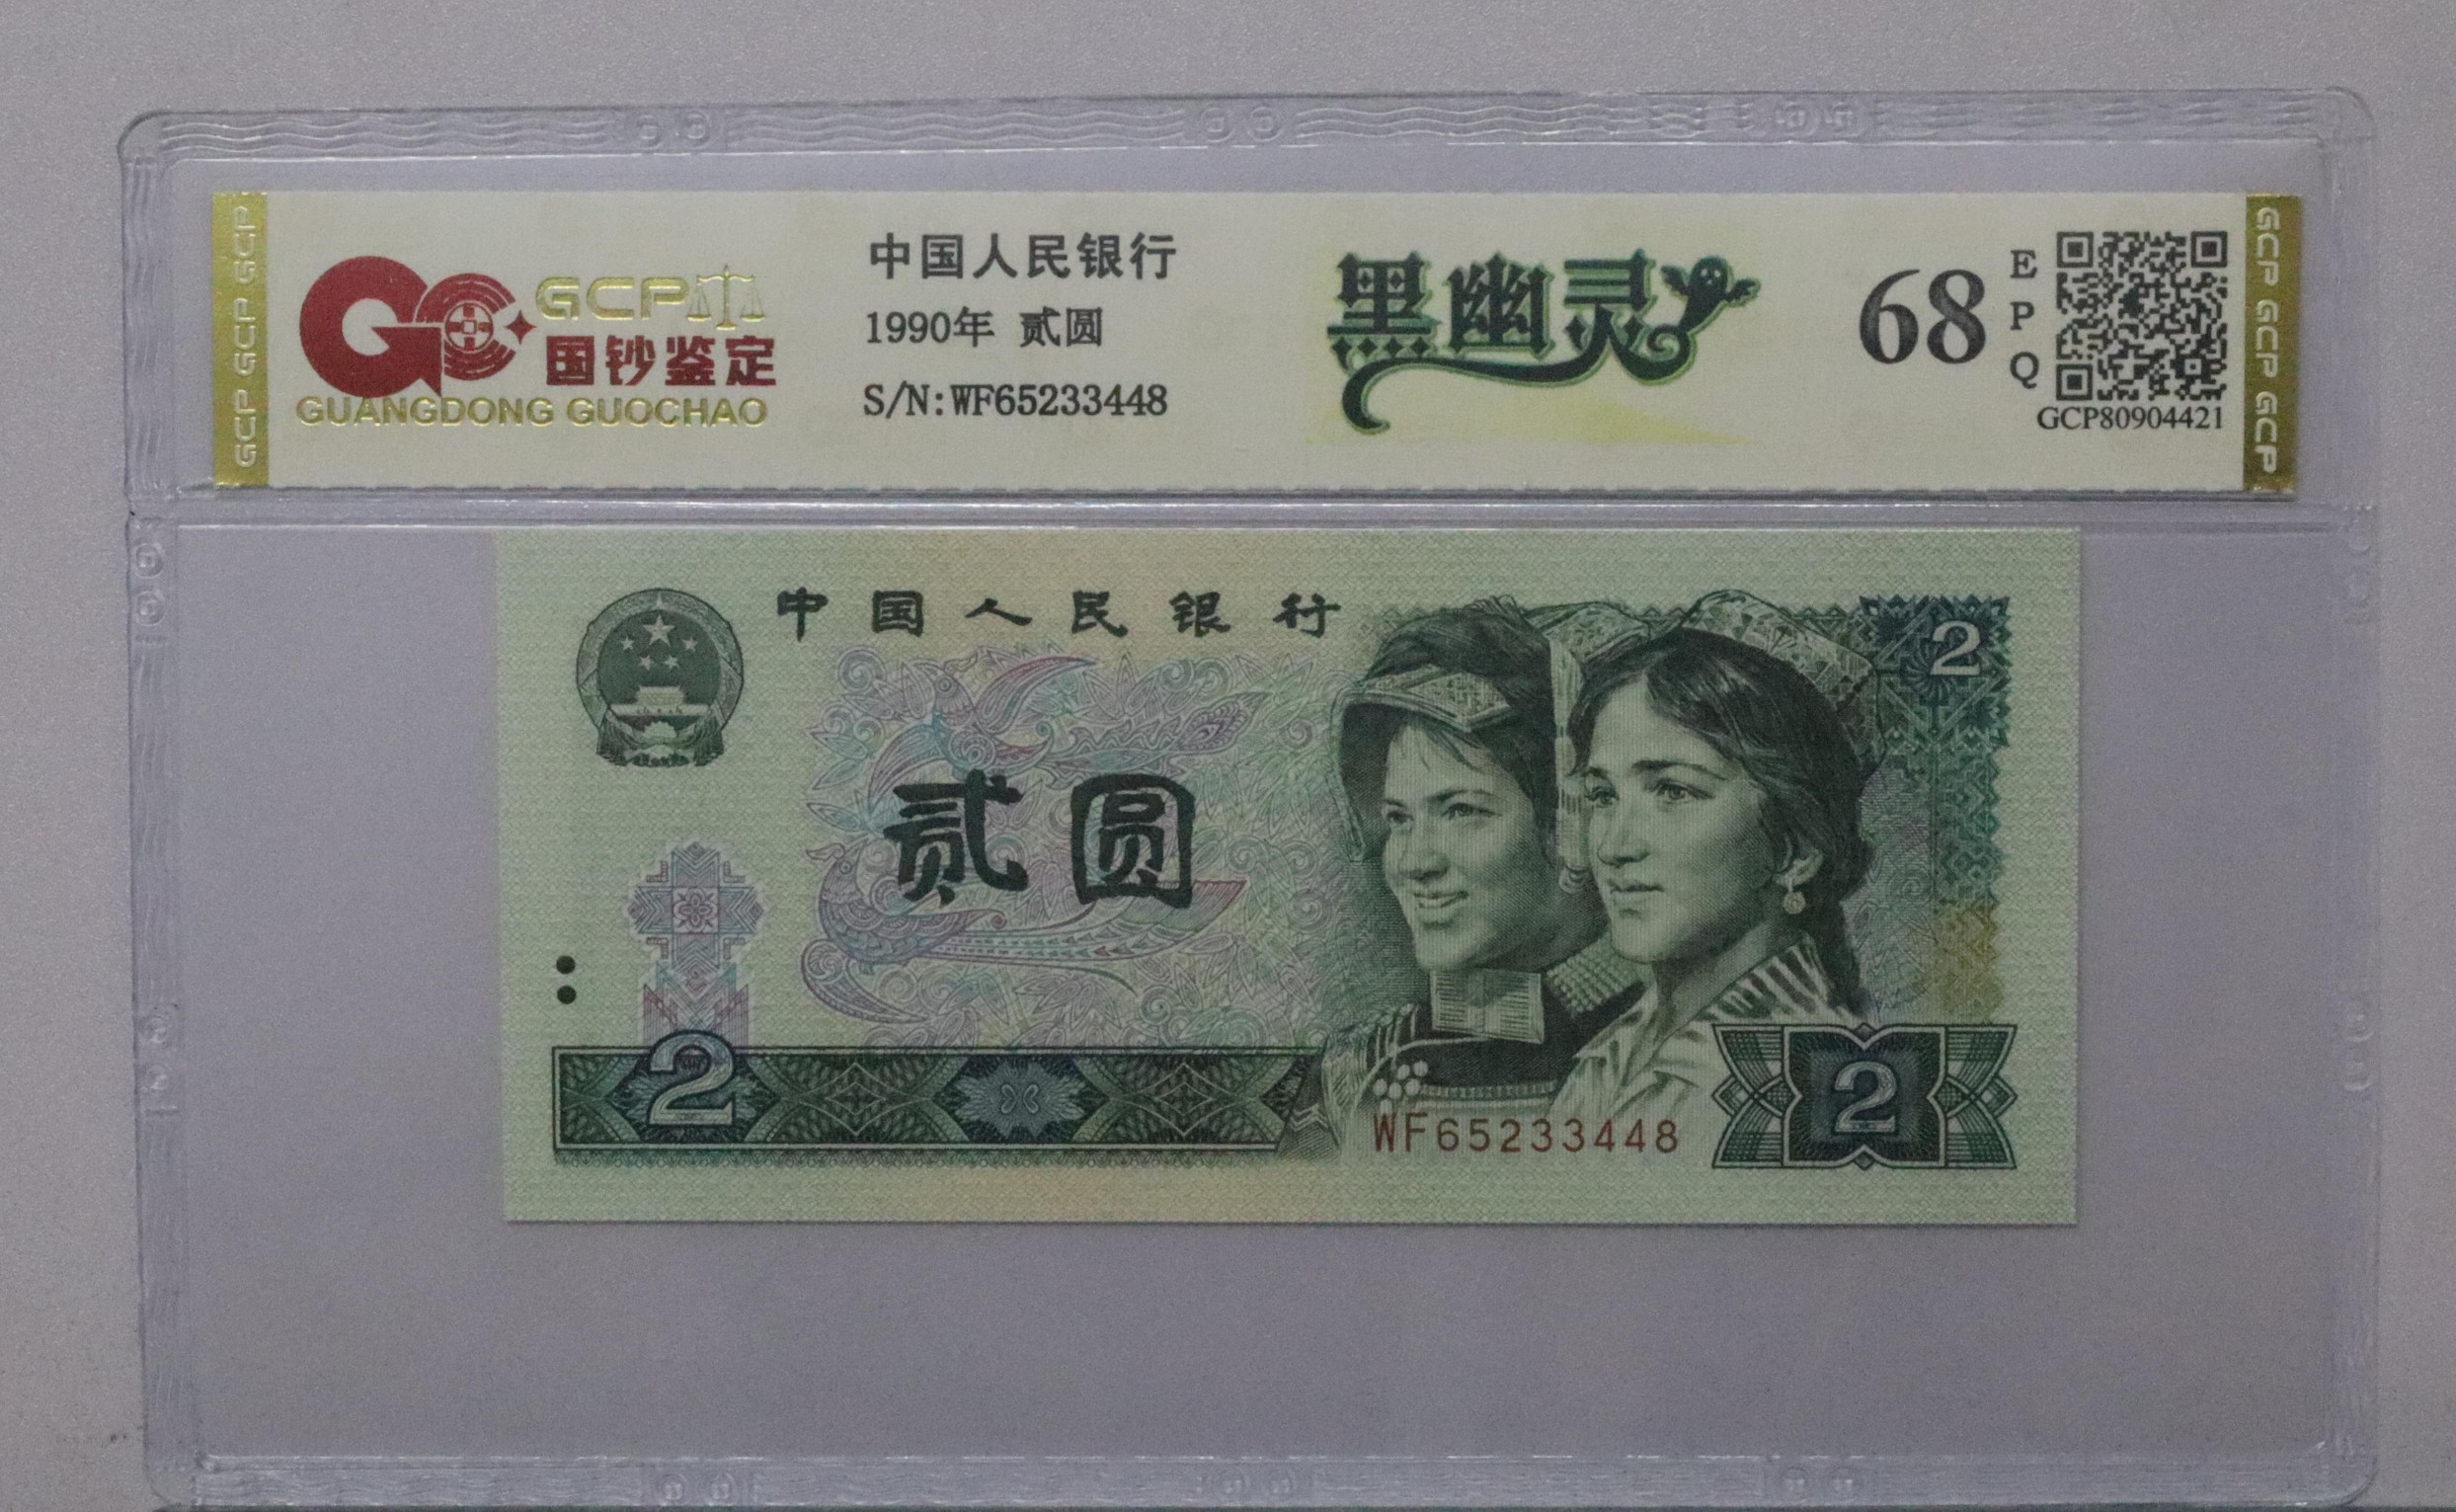 GCP GCP GCP
GCP
国钞鉴定
GUANGDONG GUOCHAO
中国人民银行
1990年 贰圆
S/N:WF65233448
黑幽灵
68
E
P
Q
GCP80904421
GCP GCP GCP
中国人民银行
2
贰圆
2
WF65233448
2